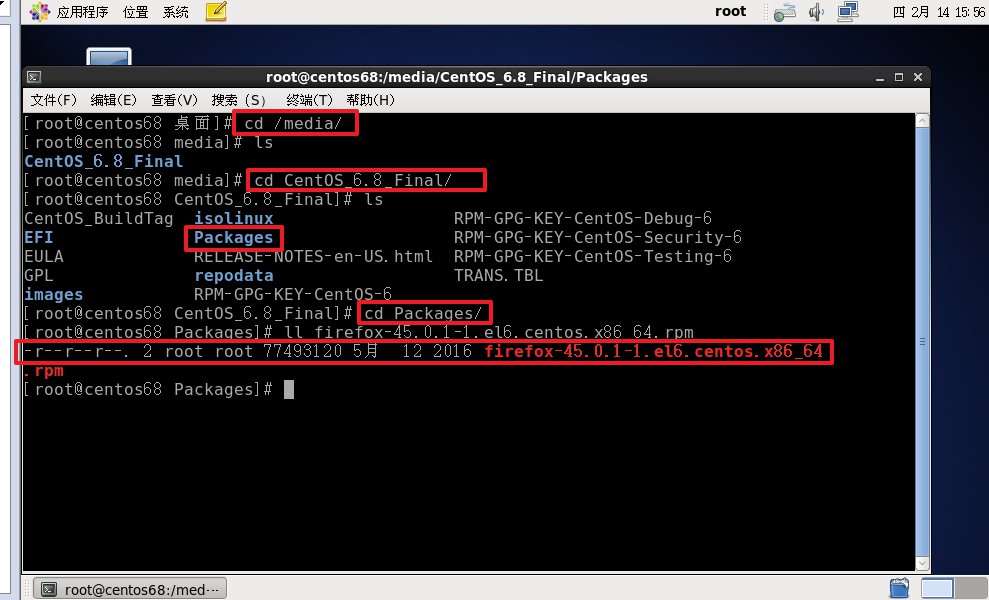 应用程序 位置 系统 root 四 2月 14 15:56
root@centos68:/media/CentOS_6.8_Final/Packages
文件(F) 编辑(E) 查看(V) 搜索 (S) 终端(T) 帮助(H)
[root@centos68 桌面]# cd /media/
[root@centos68 media]# ls
CentOS_6.8_Final
[root@centos68 media]# cd CentOS_6.8_Final/
[root@centos68 CentOS_6.8_Final]# ls
CentOS_BuildTag isolinux RPM-GPG-KEY-CentOS-Debug-6
EFI Packages RPM-GPG-KEY-CentOS-Security-6
EULA RELEASE-NOTES-en-US.html RPM-GPG-KEY-CentOS-Testing-6
GPL repodata TRANS.TBL
images RPM-GPG-KEY-CentOS-6
[root@centos68 CentOS_6.8_Final]# cd Packages/
[root@centos68 Packages]# ll firefox-45.0.1-1.el6.centos.x86_64.rpm
-r--r--r--. 2 root root 77493120 5月 12 2016 firefox-45.0.1-1.el6.centos.x86_64
.rpm
[root@centos68 Packages]#
root@centos68:/med···